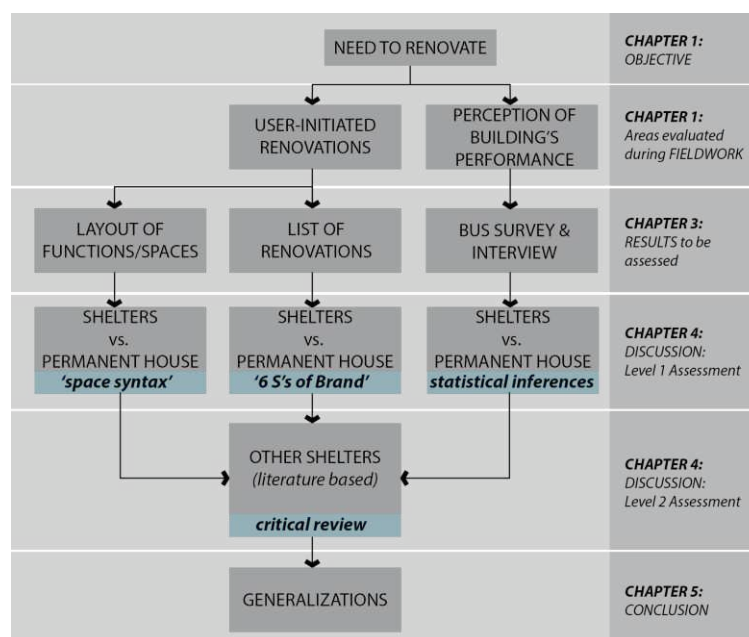 NEED TO RENOVATE
CHAPTER 1:
OBJECTIVE
USER-INITIATED
RENOVATIONS
PERCEPTION OF
BUILDING'S
PERFORMANCE
CHAPTER 1:
Areas evaluated
during FIELDWORK
LAYOUT OF
FUNCTIONS/SPACES
LIST OF
RENOVATIONS
BUS SURVEY &
INTERVIEW
CHAPTER 3:
RESULTS to be
assessed
SHELTERS
vs.
PERMANENT HOUSE
'space syntax'
SHELTERS
vs.
PERMANENT HOUSE
'6 S's of Brand'
SHELTERS
vs.
PERMANENT HOUSE
statistical inferences
CHAPTER 4:
DISCUSSION:
Level 1 Assessment
OTHER SHELTERS
(literature based)
critical review
CHAPTER 4:
DISCUSSION:
Level 2 Assessment
GENERALIZATIONS
CHAPTER 5:
CONCLUSION